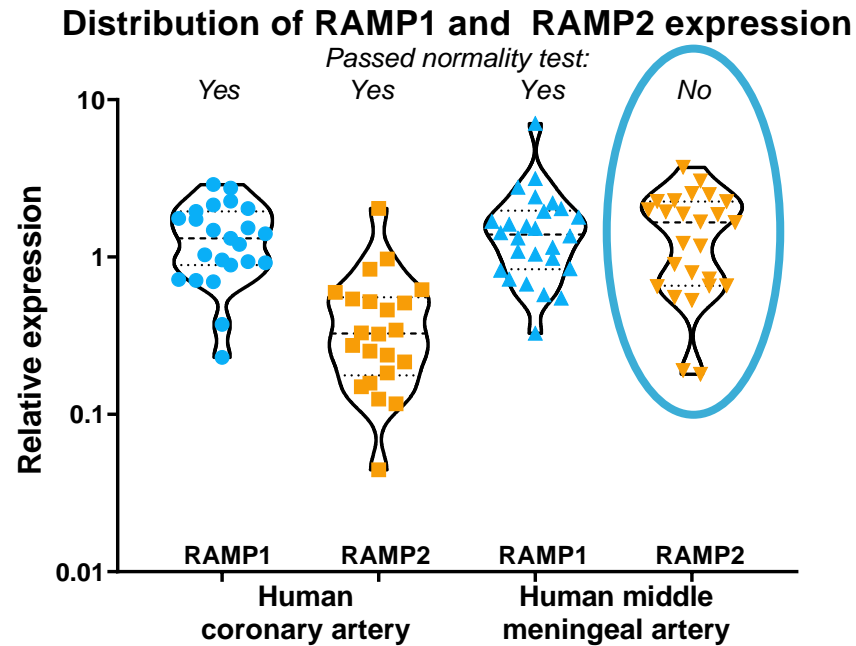 Distribution of RAMP1 and  RAMP2 expression
Passed normality test:
Yes Yes Yes No
Relative expression
10
1
0.1
0.01
RAMP1 RAMP2 RAMP1 RAMP2
Human
coronary artery
Human middle
meningeal artery